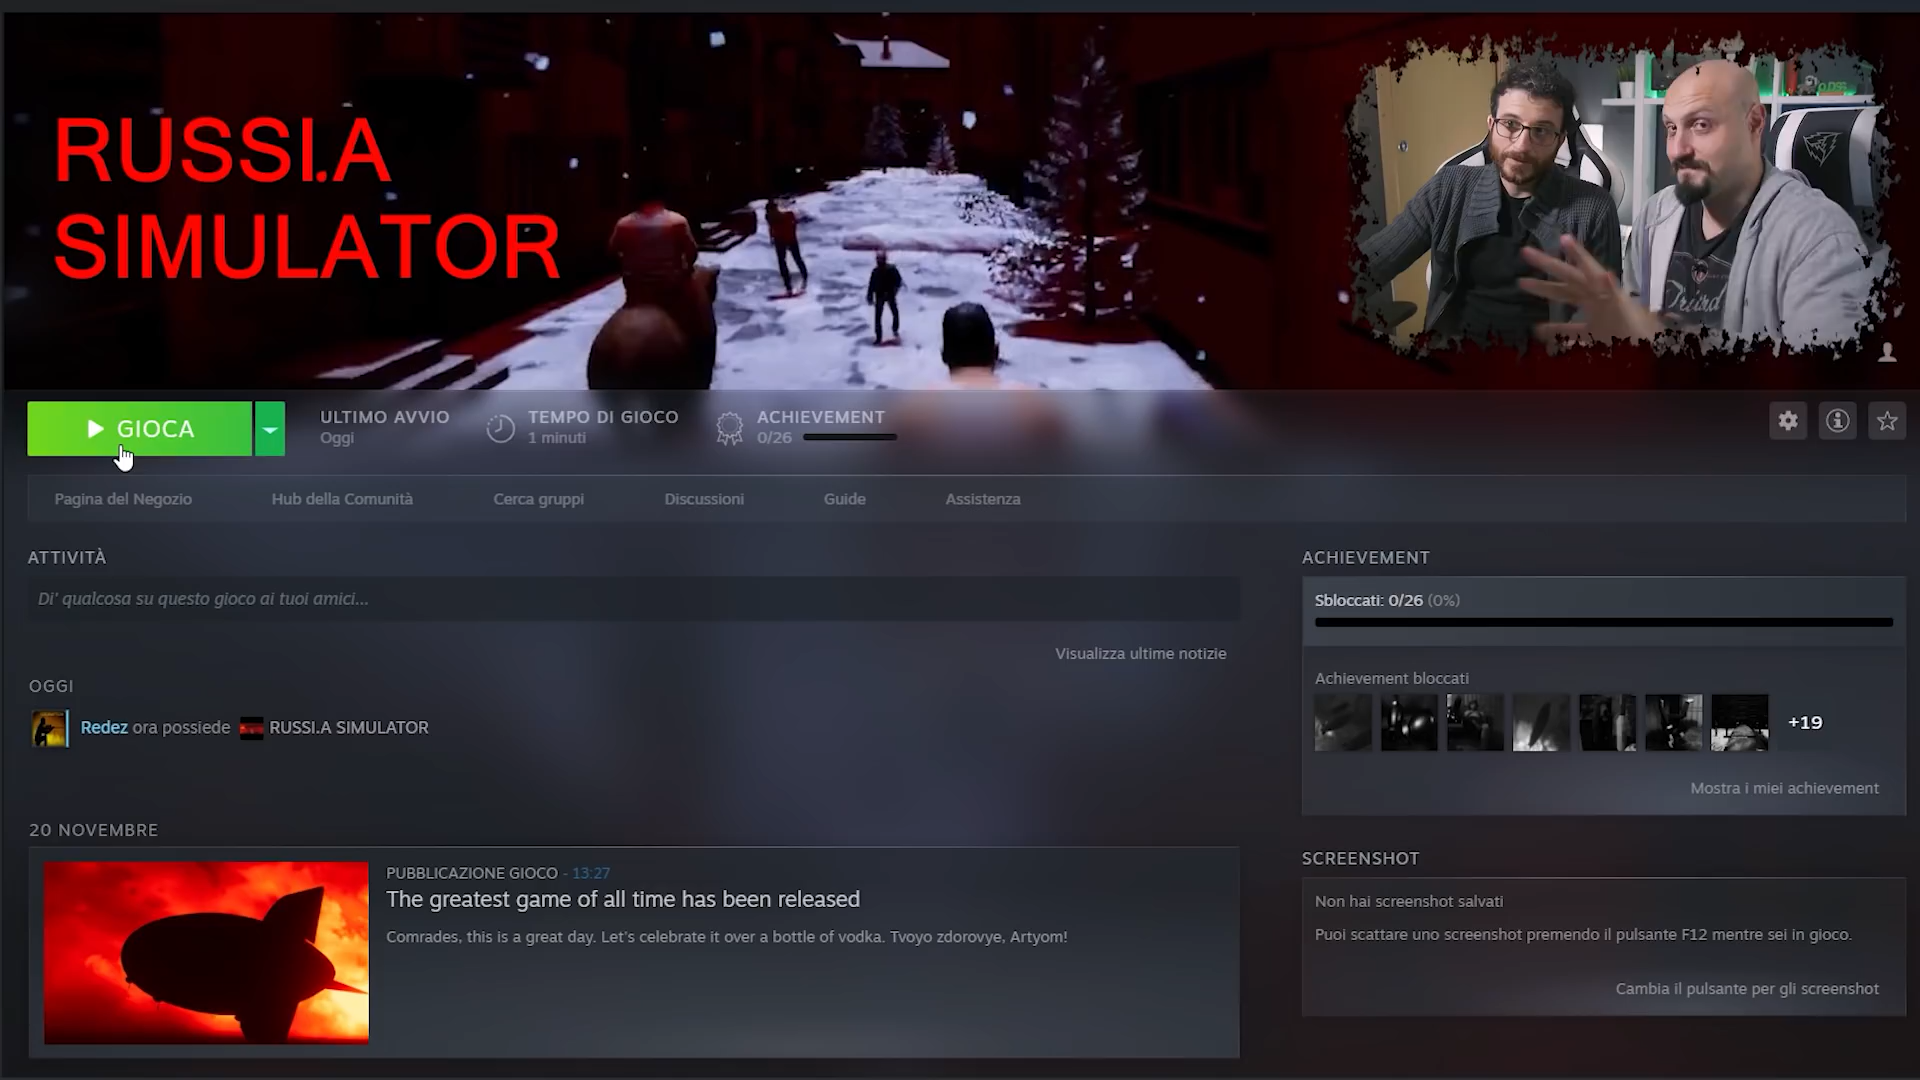 RUSSI.A
SIMULATOR
GIOCA
ULTIMO AVVIO
Oggi
TEMPO DI GIOCO
1 minuti
ACHIEVEMENT
0/26
Pagina del Negozio
Hub della Comunità
Cerca gruppi
Discussioni
Guide
Assistenza
ATTIVITÀ
Di' qualcosa su questo gioco ai tuoi amici...
Visualizza ultime notizie
OGGI
Redez ora possiede RUSSI.A SIMULATOR
20 NOVEMBRE
PUBBLICAZIONE GIOCO - 13:27
The greatest game of all time has been released
Comrades, this is a great day. Let's celebrate it over a bottle of vodka. Tvoyo zdorovye, Artyom!
ACHIEVEMENT
Sbloccati: 0/26 (0%)
Achievement bloccati
+19
Mostra i miei achievement
SCREENSHOT
Non hai screenshot salvati
Puoi scattare uno screenshot premendo il pulsante F12 mentre sei in gioco.
Cambia il pulsante per gli screenshot